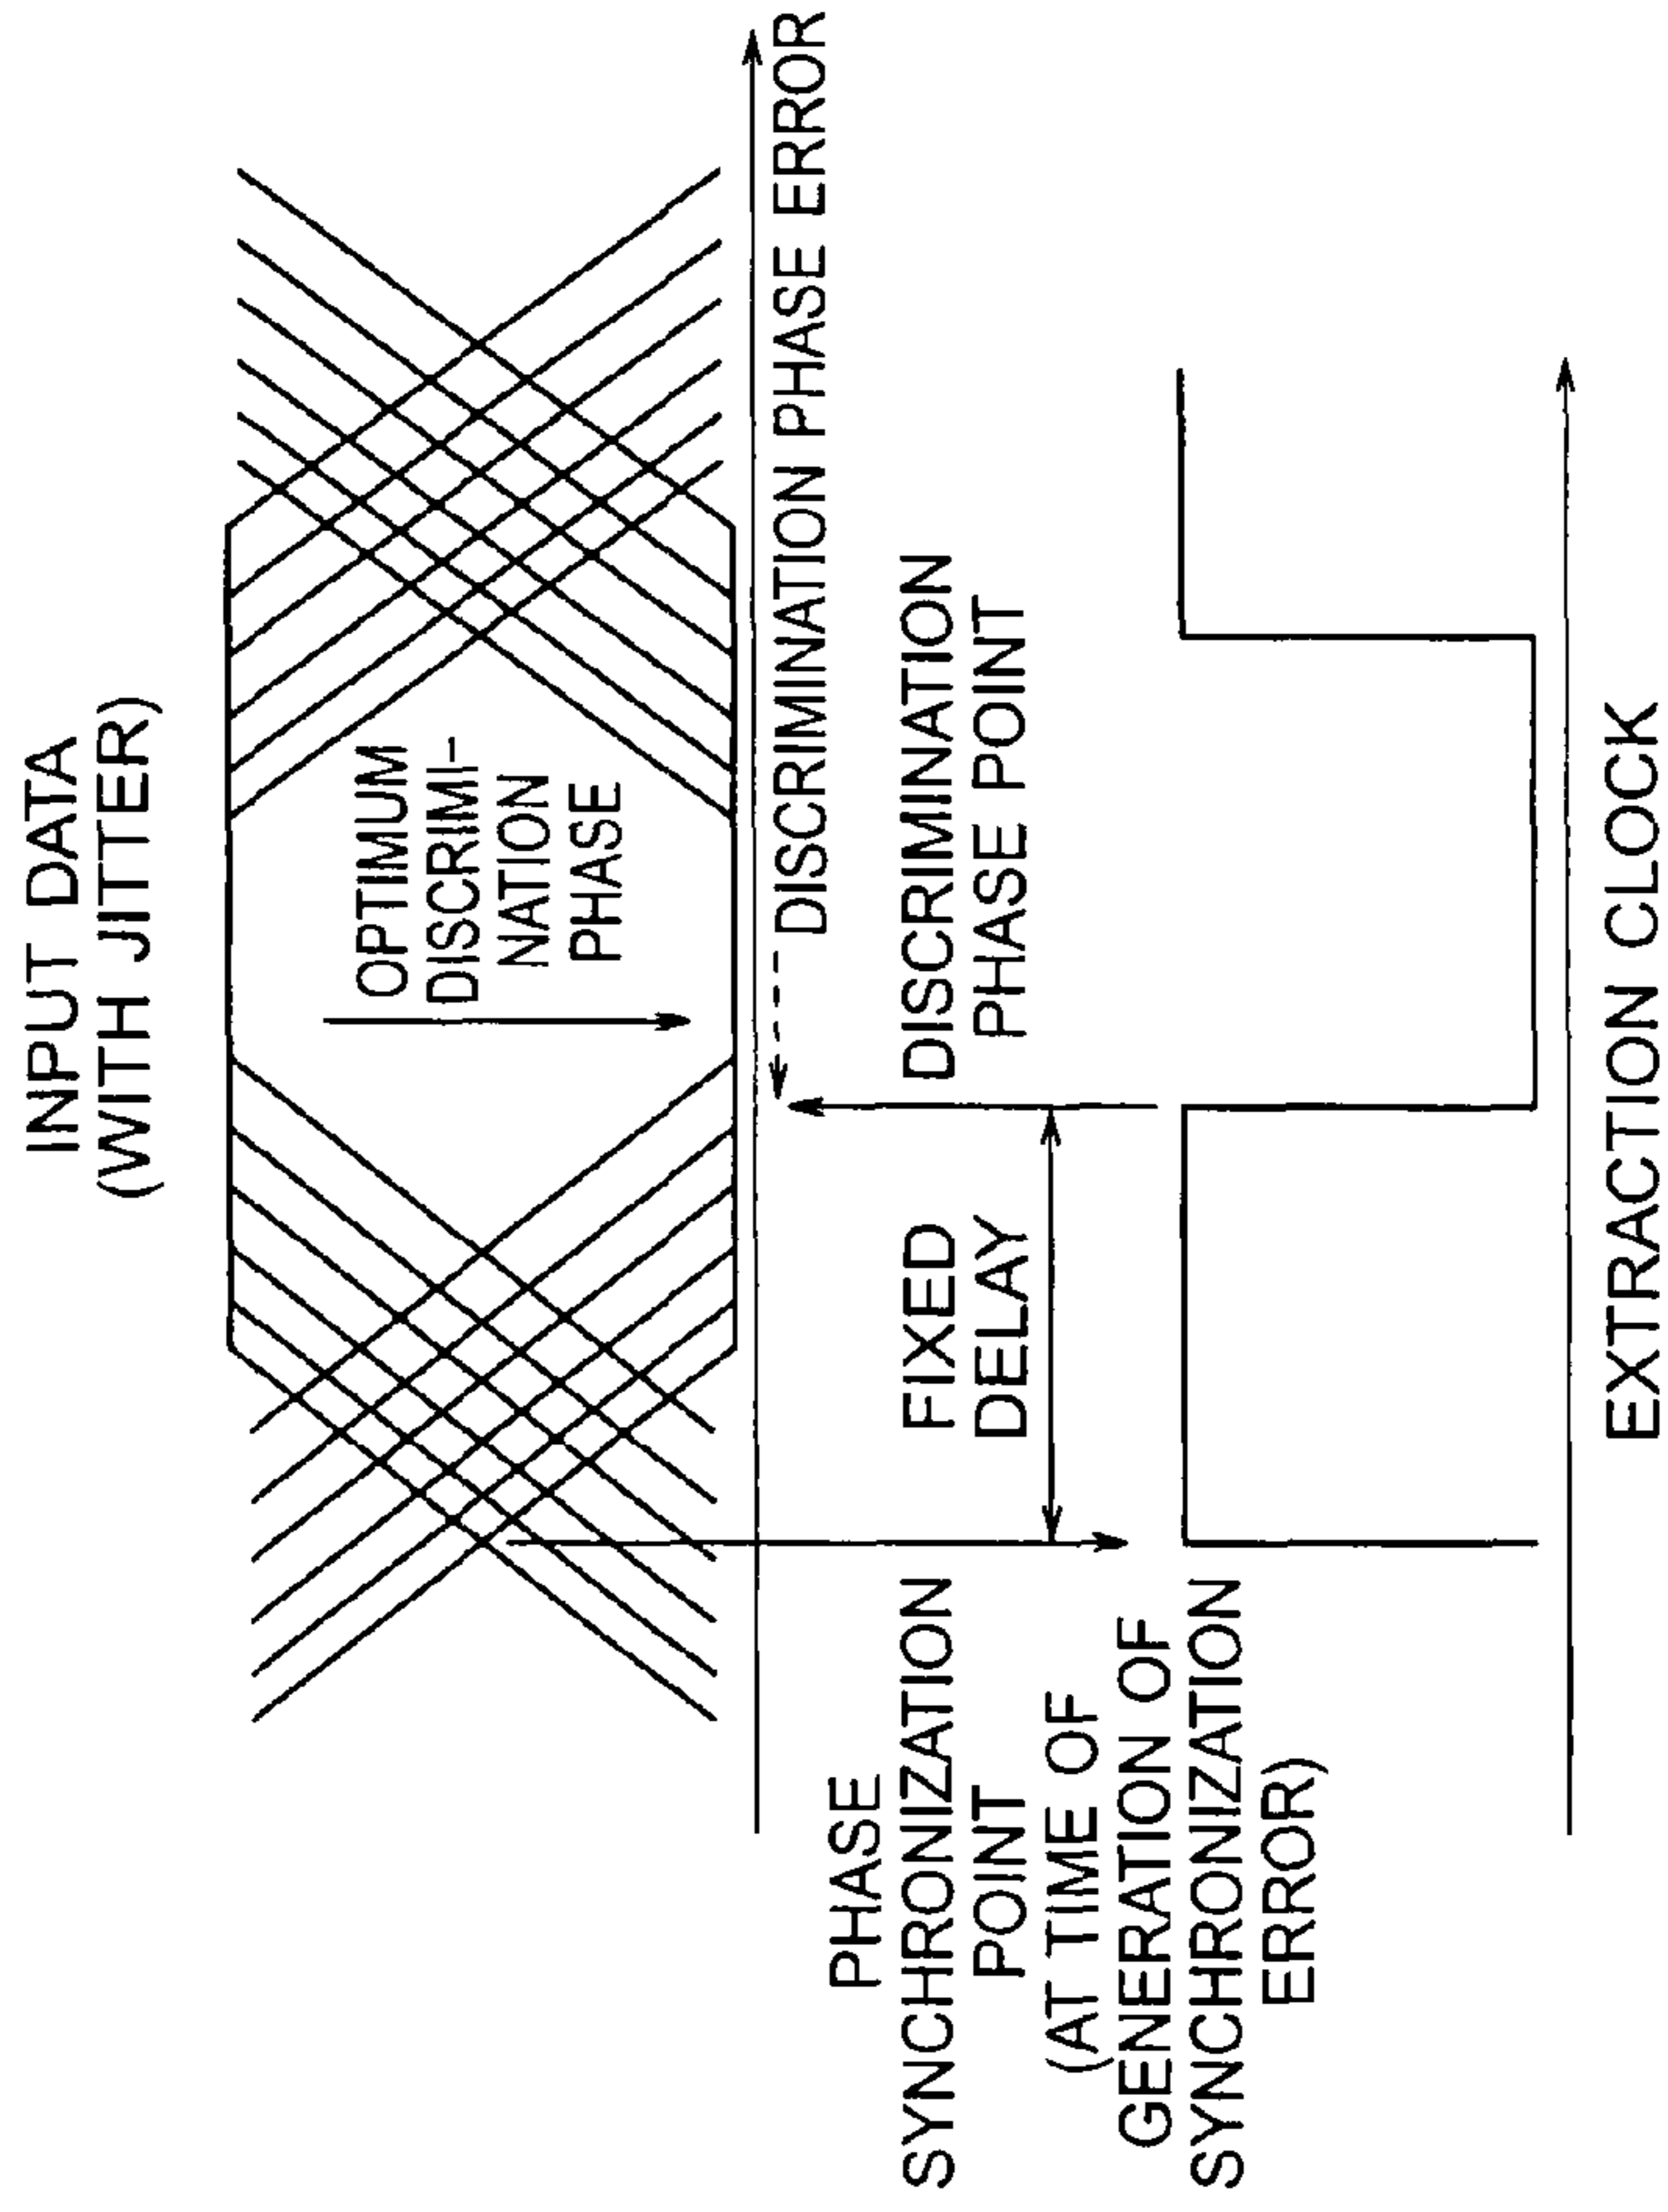 INPUT DATA
(WITH JITTER)
OPTIMUM
DISCRIMI-
NATION
PHASE
DISCRIMINATION PHASE ERROR
PHASE
SYNCHRONIZATION
POINT
(AT TIME OF
GENERATION OF
SYNCHRONIZATION
ERROR)
FIXED
DELAY
DISCRIMINATION
PHASE POINT
EXTRACTION CLOCK